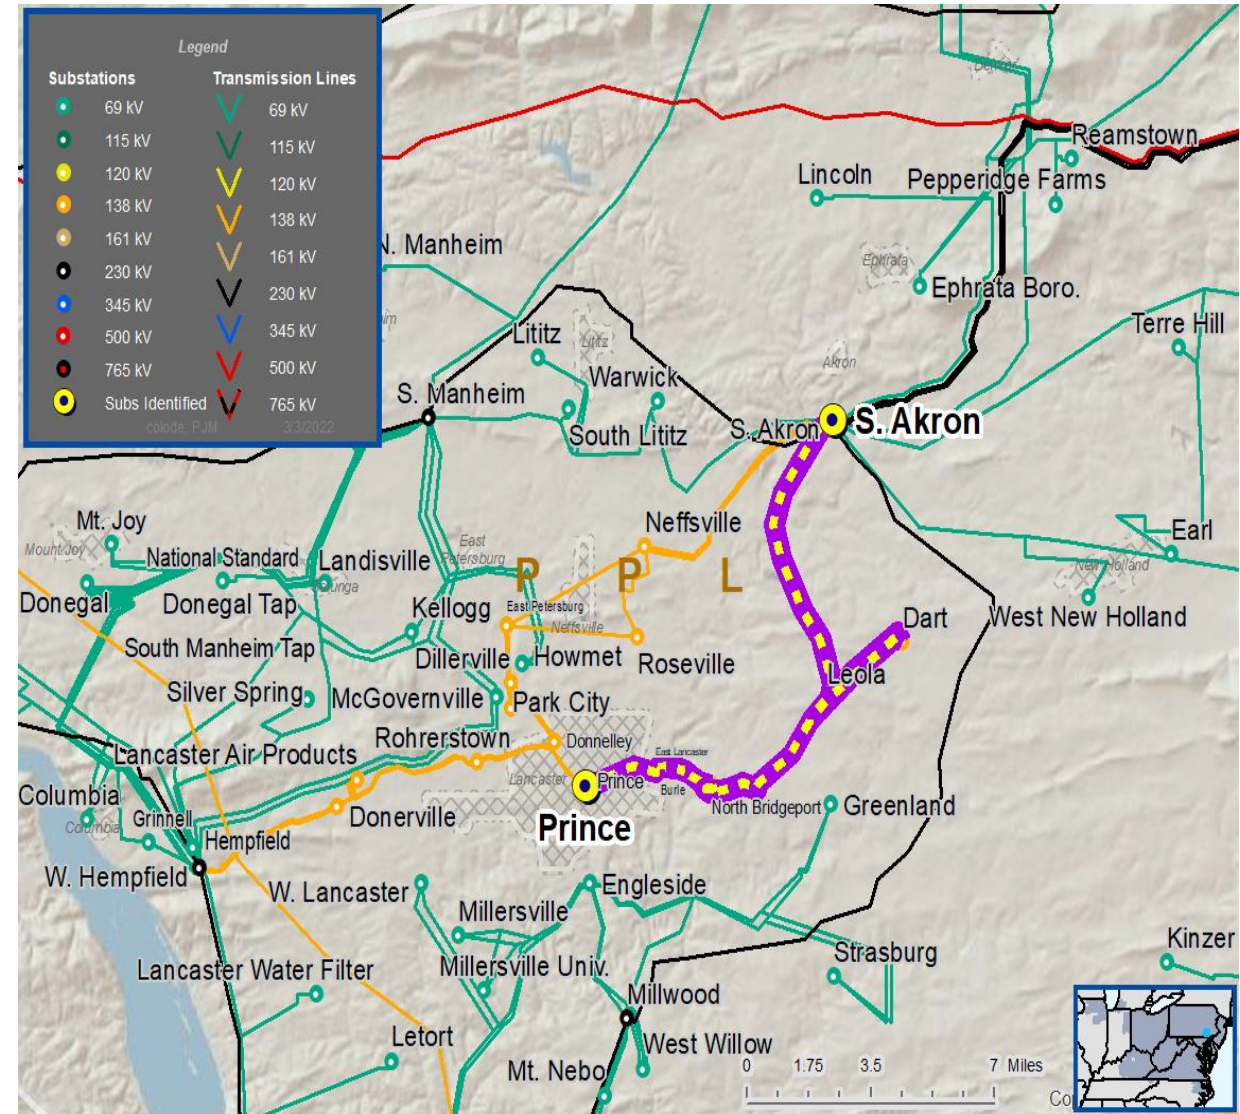 Legend
Substations
Transmission Lines
69 kV
69 kV
115 kV
115 kV
120 kV
120 kV
138 kV
138 kV
161 kV
161 kV
230 kV
230 kV
345 kV
345 kV
500 kV
500 kV
765 kV
765 kV
Subs Identified
colode: PJM
3/3/2022
Denver
Reamstown
Lincoln
Pepperidge Farms
N. Manheim
Ephrata
Ephrata Boro.
Terre Hill
Lititz
Lititz
Akron
Warwick
S. Manheim
South Lititz
S. Akron
S. Akron
Neffsville
Mt. Joy
Mount Joy
National Standard
Landisville
East
Petersburg
Earl
New Holland
P P L
Donegal
Donegal Tap
Kellogg
East Petersburg
Neffsville
Dart
West New Holland
South Manheim Tap
Dillerville
Howmet
Roseville
Leola
Silver Spring
McGovernville
Park City
Rohrerstown
Donnelley
Lancaster Air Products
East Lancaster
Lancaster
Prince
Burle
North Bridgeport
Greenland
Columbia
Columbia
Grinnell
Donerville
Prince
Hempfield
W. Hempfield
W. Lancaster
Engleside
Millersville
Strasburg
Kinzer
Lancaster Water Filter
Millersville Univ.
Millwood
Letort
West Willow
Mt. Nebo
0 1.75 3.5 7 Miles